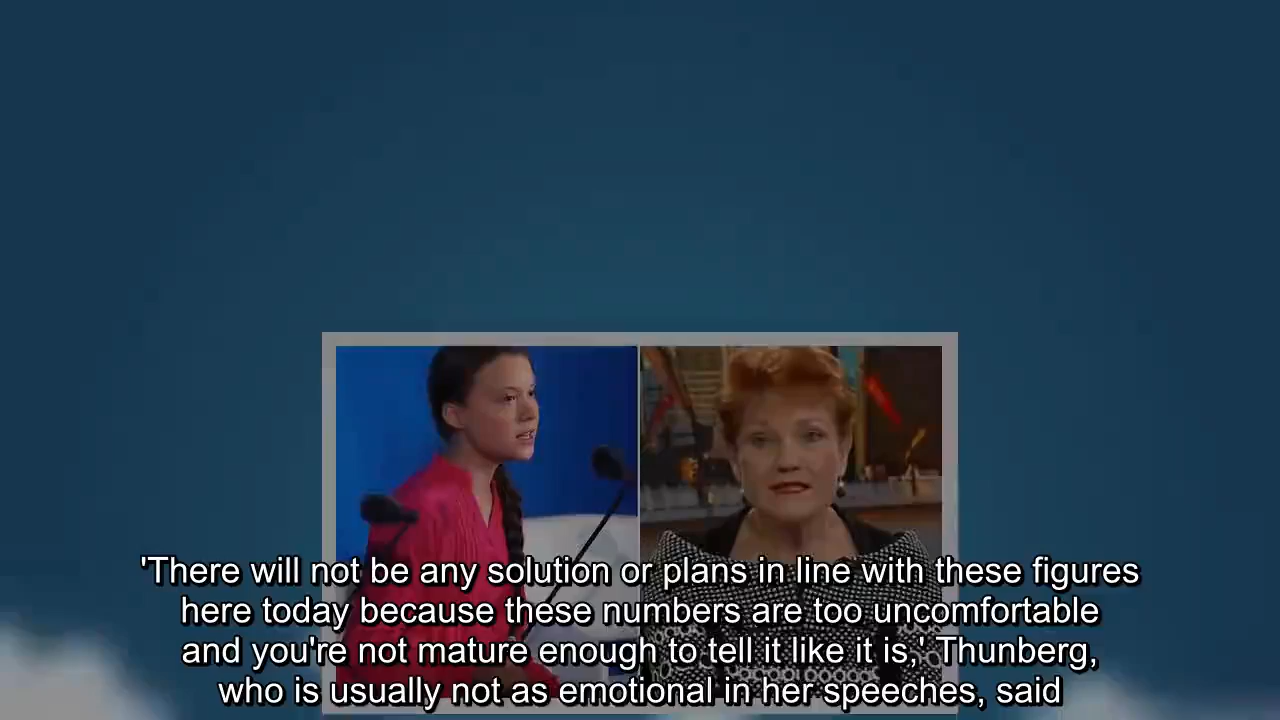 'There will not be any solution or plans in line with these figures
here today because these numbers are too uncomfortable
and you're not mature enough to tell it like it is,' Thunberg,
who is usually not as emotional in her speeches, said